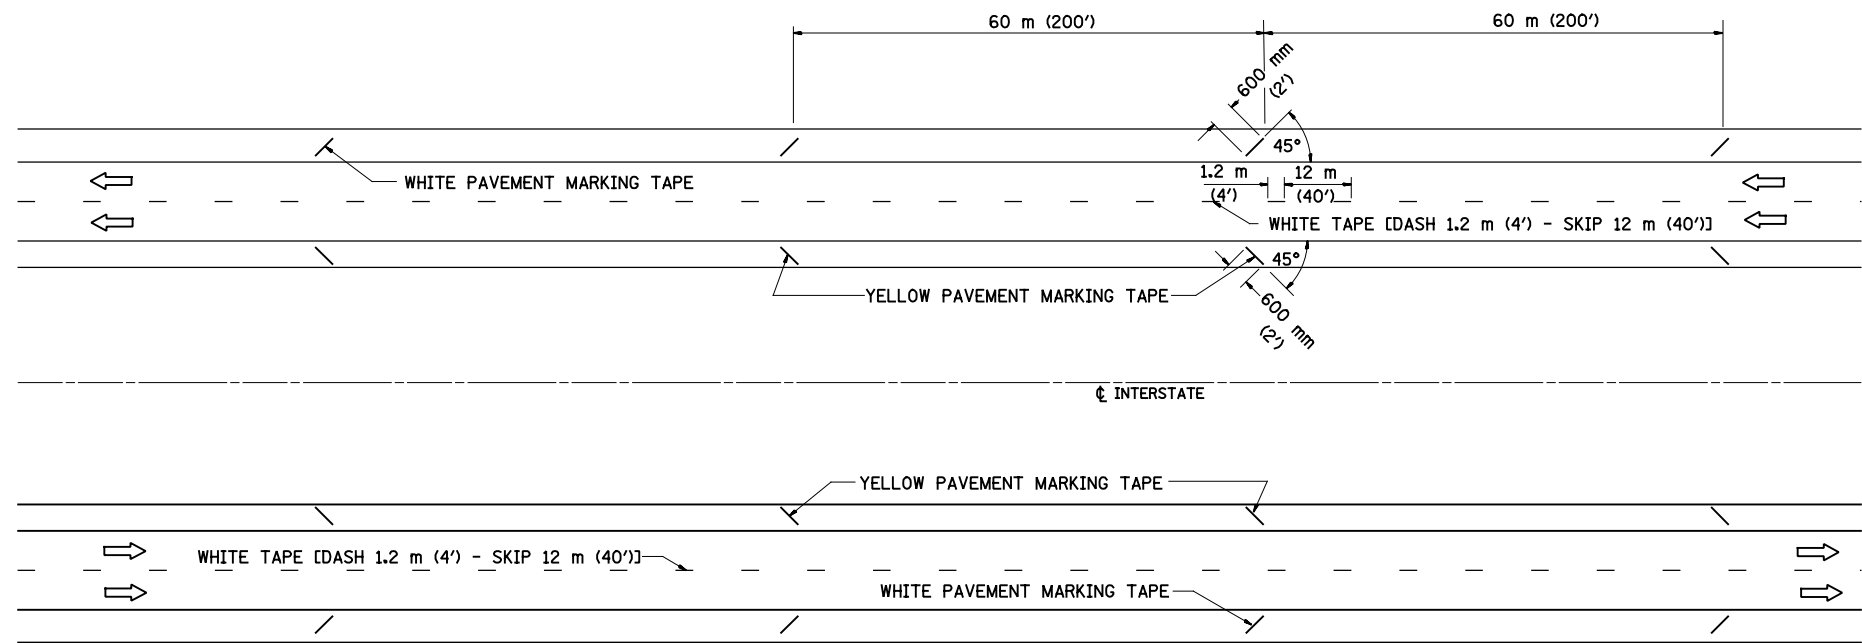 60 m (200')
60 m (200')
600 mm
(2')
45°
1.2 m
(4')
12 m
(40')
WHITE PAVEMENT MARKING TAPE
WHITE TAPE [DASH 1.2 m (4') - SKIP 12 m (40')]
45°
YELLOW PAVEMENT MARKING TAPE
600 mm
(2')
℄ INTERSTATE
YELLOW PAVEMENT MARKING TAPE
WHITE TAPE [DASH 1.2 m (4') - SKIP 12 m (40')]
WHITE PAVEMENT MARKING TAPE